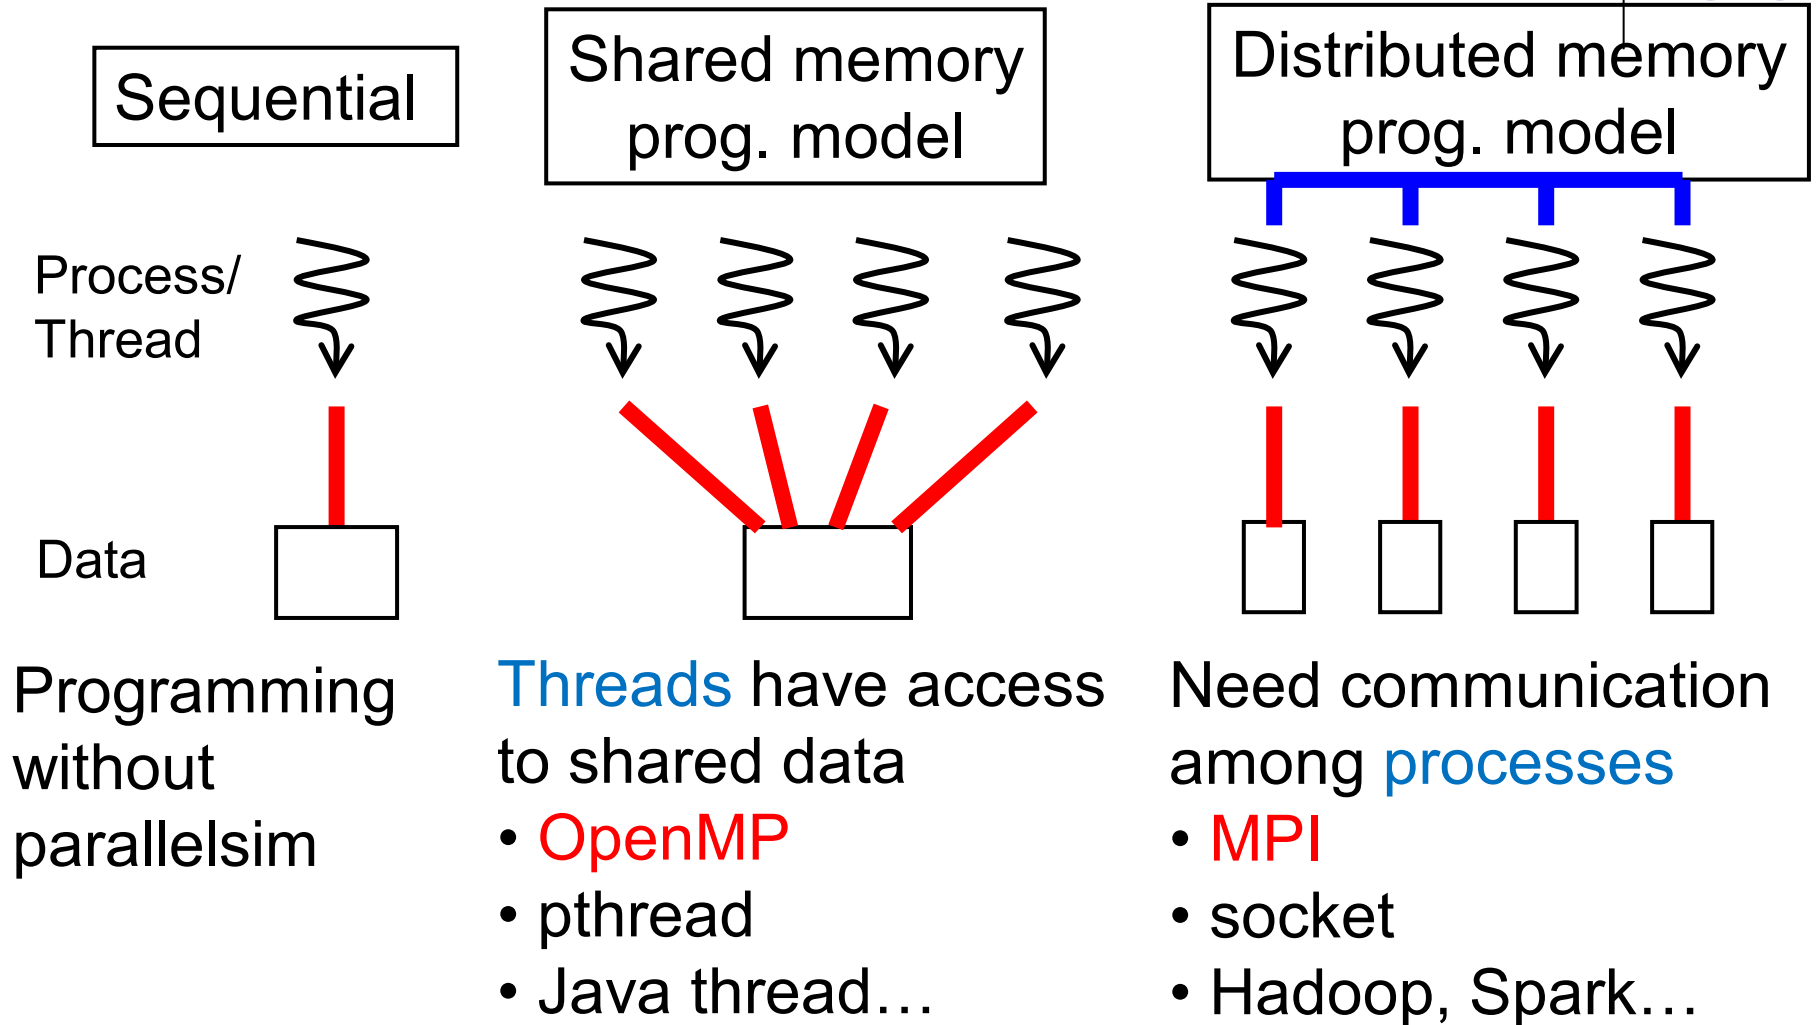 Sequential
Shared memory
prog. model
Distributed memory
prog. model
Process/
Thread
Data
Programming
without
parallelsim
Threads have access
to shared data
• OpenMP
• pthread
• Java thread…
Need communication
among processes
• MPI
• socket
• Hadoop, Spark…